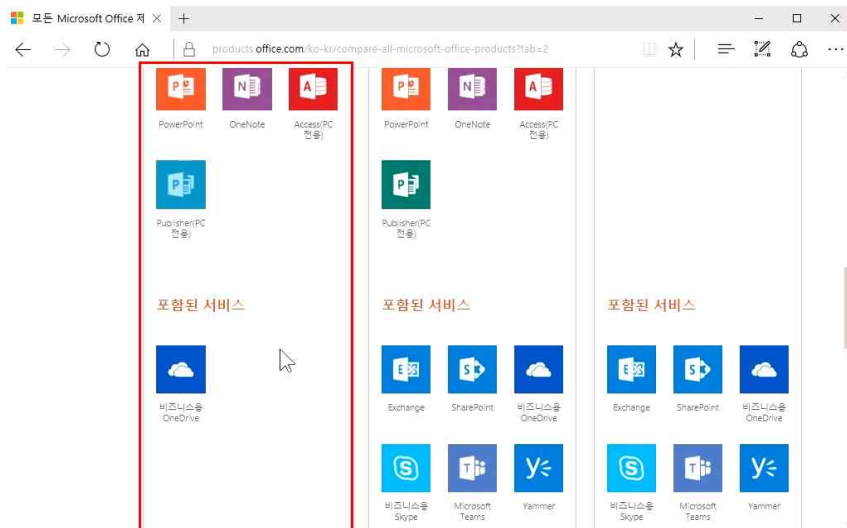 모든 Microsoft Office 제
products.office.com/ko-kr/compare-all-microsoft-office-products?tab=2
PowerPoint OneNote Access(PC
전용)
PowerPoint OneNote Access(PC
전용)
Publisher(PC
전용)
Publisher(PC
전용)
포함된 서비스 포함된 서비스 포함된 서비스
비즈니스용
OneDrive
Exchange SharePoint 비즈니스용
OneDrive
Exchange SharePoint 비즈니스용
OneDrive
비즈니스용
Skype
Microsoft
Teams
Yammer
비즈니스용
Skype
Microsoft
Teams
Yammer